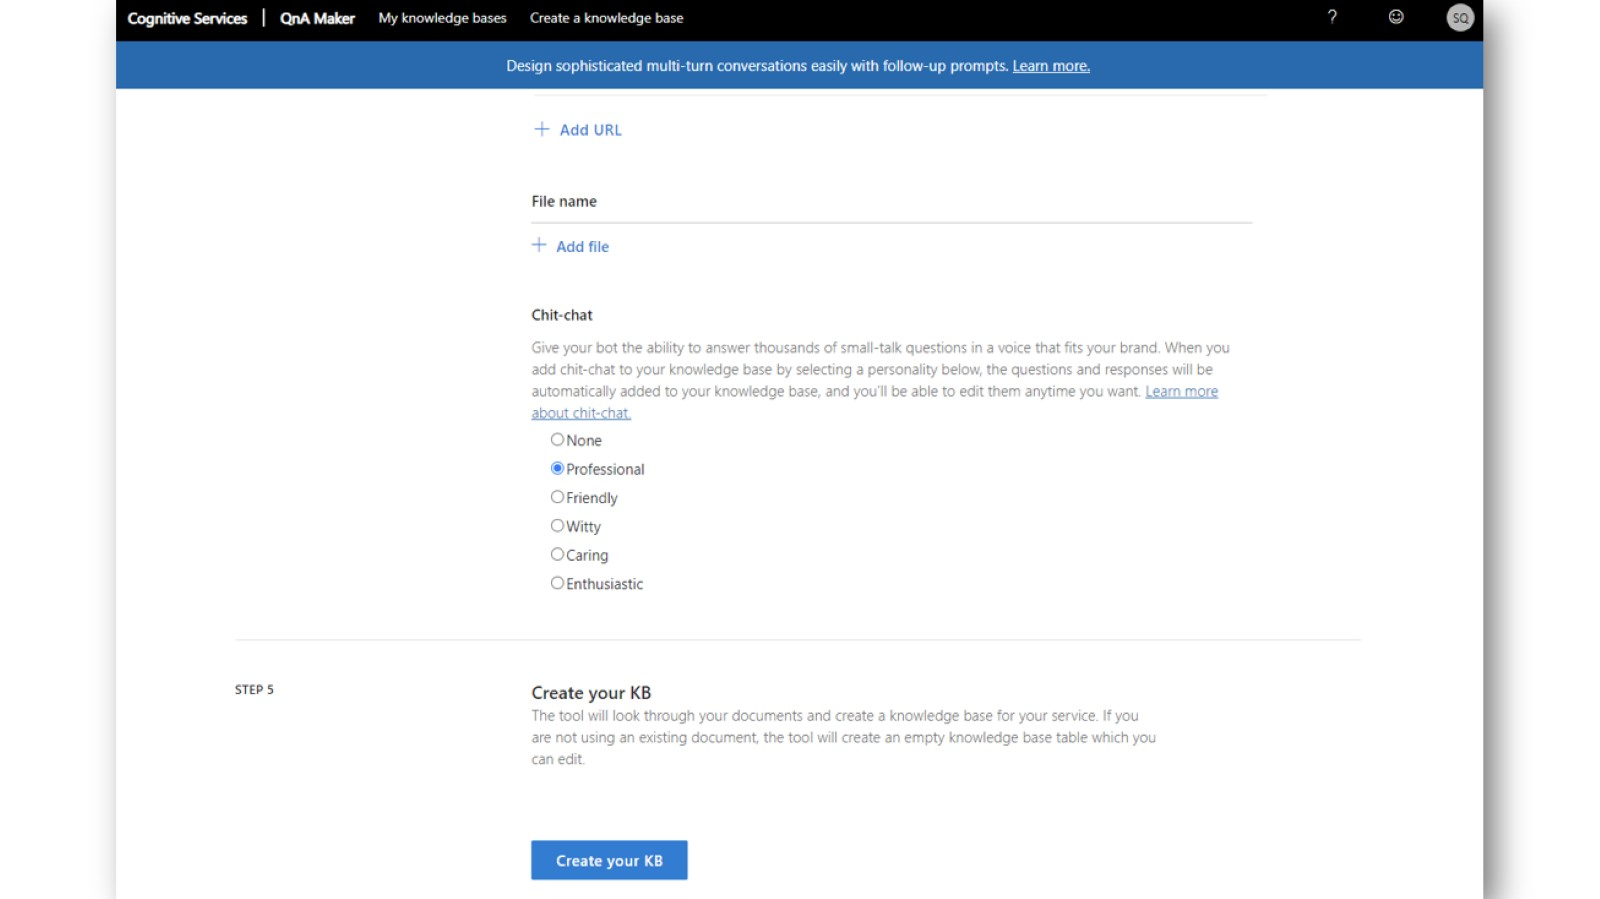 Cognitive Services | QnA Maker My knowledge bases Create a knowledge base ? SQ
Design sophisticated multi-turn conversations easily with follow-up prompts. Learn more.
+ Add URL
File name
+ Add file
Chit-chat
Give your bot the ability to answer thousands of small-talk questions in a voice that fits your brand. When you
add chit-chat to your knowledge base by selecting a personality below, the questions and responses will be
automatically added to your knowledge base, and you'll be able to edit them anytime you want. Learn more
about chit-chat.
None
Professional
Friendly
Witty
Caring
Enthusiastic
STEP 5
Create your KB
The tool will look through your documents and create a knowledge base for your service. If you
are not using an existing document, the tool will create an empty knowledge base table which you
can edit.
Create your KB